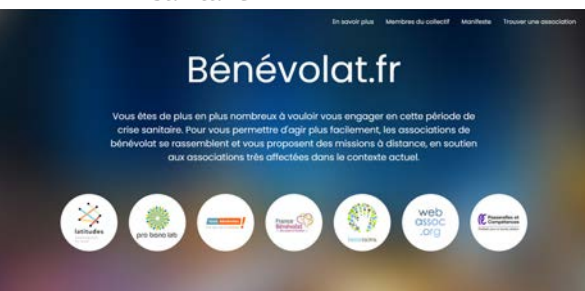 En savoir plus Membres du collectif Manifeste Trouver une association
Bénévolat.fr
Vous êtes de plus en plus nombreux à vouloir vous engager en cette période de
crise sanitaire. Pour vous permettre d'agir plus facilement, les associations de
bénévolat se rassemblent et vous proposent des missions à distance, en soutien
aux associations très affectées dans le contexte actuel.
latitudes
pro bono lab
France
Bénévolat
web
assoc
.org
Passerelles et
Compétences